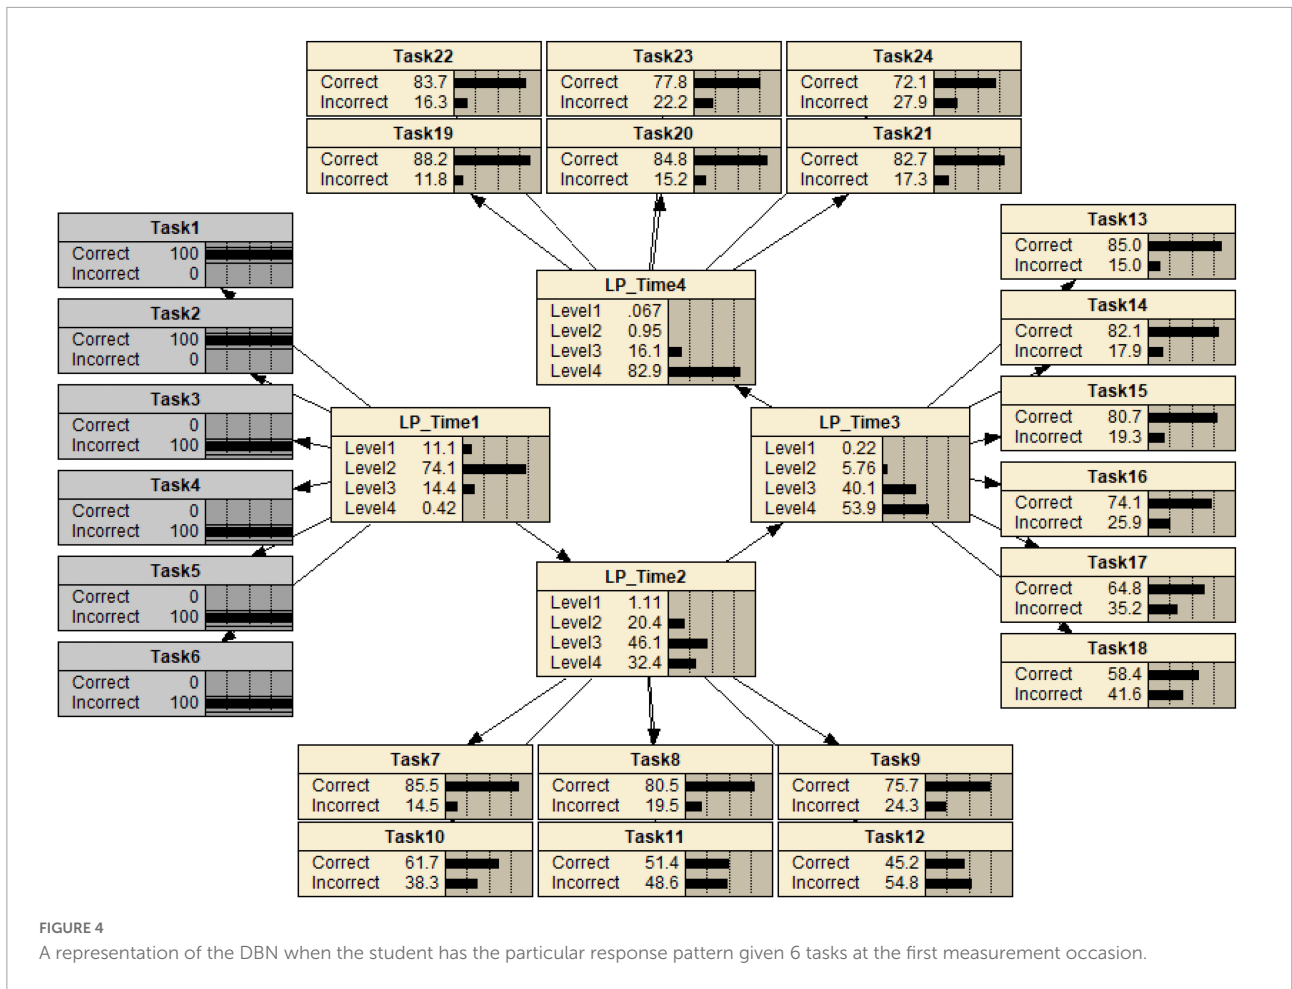 Task22
Correct 83.7
Incorrect 16.3
Task23
Correct 77.8
Incorrect 22.2
Task24
Correct 72.1
Incorrect 27.9
Task19
Correct 88.2
Incorrect 11.8
Task20
Correct 84.8
Incorrect 15.2
Task21
Correct 82.7
Incorrect 17.3
Task1
Correct 100
Incorrect 0
Task2
Correct 100
Incorrect 0
Task3
Correct 0
Incorrect 100
Task4
Correct 0
Incorrect 100
Task5
Correct 0
Incorrect 100
Task6
Correct 0
Incorrect 100
LP_Time4
Level1 .067
Level2 0.95
Level3 16.1
Level4 82.9
LP_Time1
Level1 11.1
Level2 74.1
Level3 14.4
Level4 0.42
LP_Time3
Level1 0.22
Level2 5.76
Level3 40.1
Level4 53.9
LP_Time2
Level1 1.11
Level2 20.4
Level3 46.1
Level4 32.4
Task13
Correct 85.0
Incorrect 15.0
Task14
Correct 82.1
Incorrect 17.9
Task15
Correct 80.7
Incorrect 19.3
Task16
Correct 74.1
Incorrect 25.9
Task17
Correct 64.8
Incorrect 35.2
Task18
Correct 58.4
Incorrect 41.6
Task7
Correct 85.5
Incorrect 14.5
Task8
Correct 80.5
Incorrect 19.5
Task9
Correct 75.7
Incorrect 24.3
Task10
Correct 61.7
Incorrect 38.3
Task11
Correct 51.4
Incorrect 48.6
Task12
Correct 45.2
Incorrect 54.8
FIGURE 4
A representation of the DBN when the student has the particular response pattern given 6 tasks at the first measurement occasion.